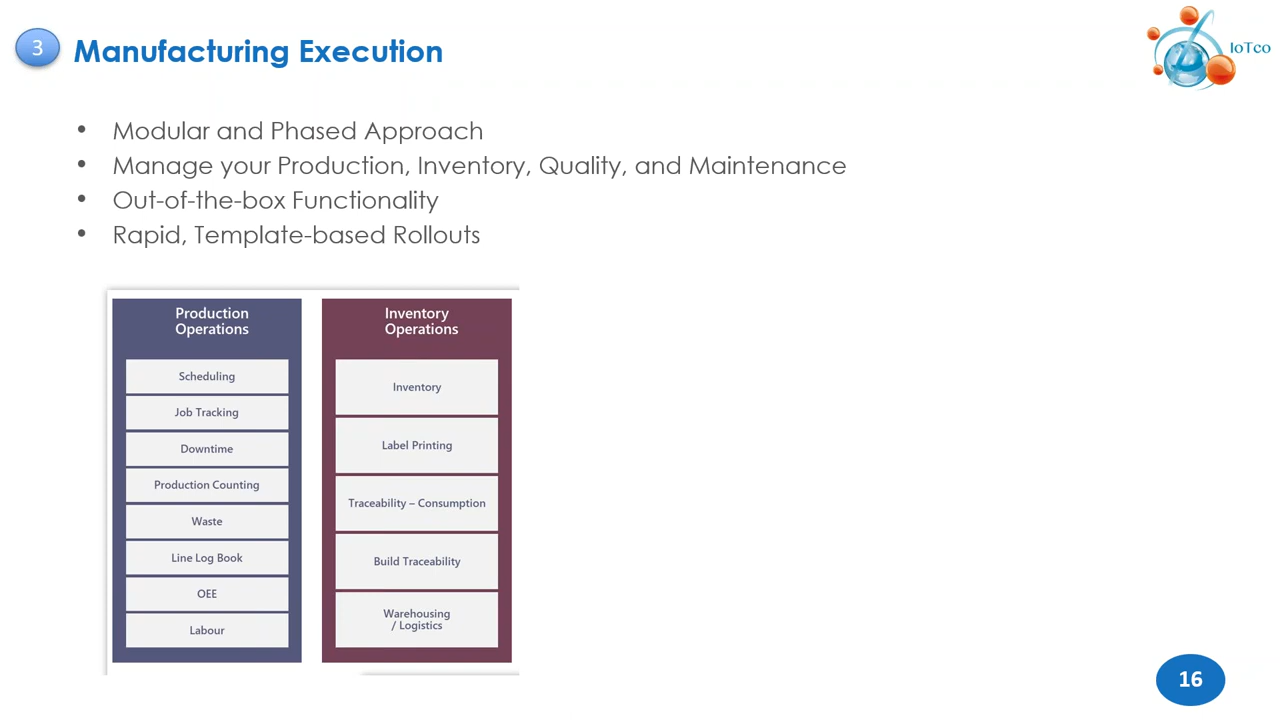 3
Manufacturing Execution
IoTco
• Modular and Phased Approach
• Manage your Production, Inventory, Quality, and Maintenance
• Out-of-the-box Functionality
• Rapid, Template-based Rollouts
Production
Operations
Scheduling
Job Tracking
Downtime
Production Counting
Waste
Line Log Book
OEE
Labour
Inventory
Operations
Inventory
Label Printing
Traceability – Consumption
Build Traceability
Warehousing
/ Logistics
16